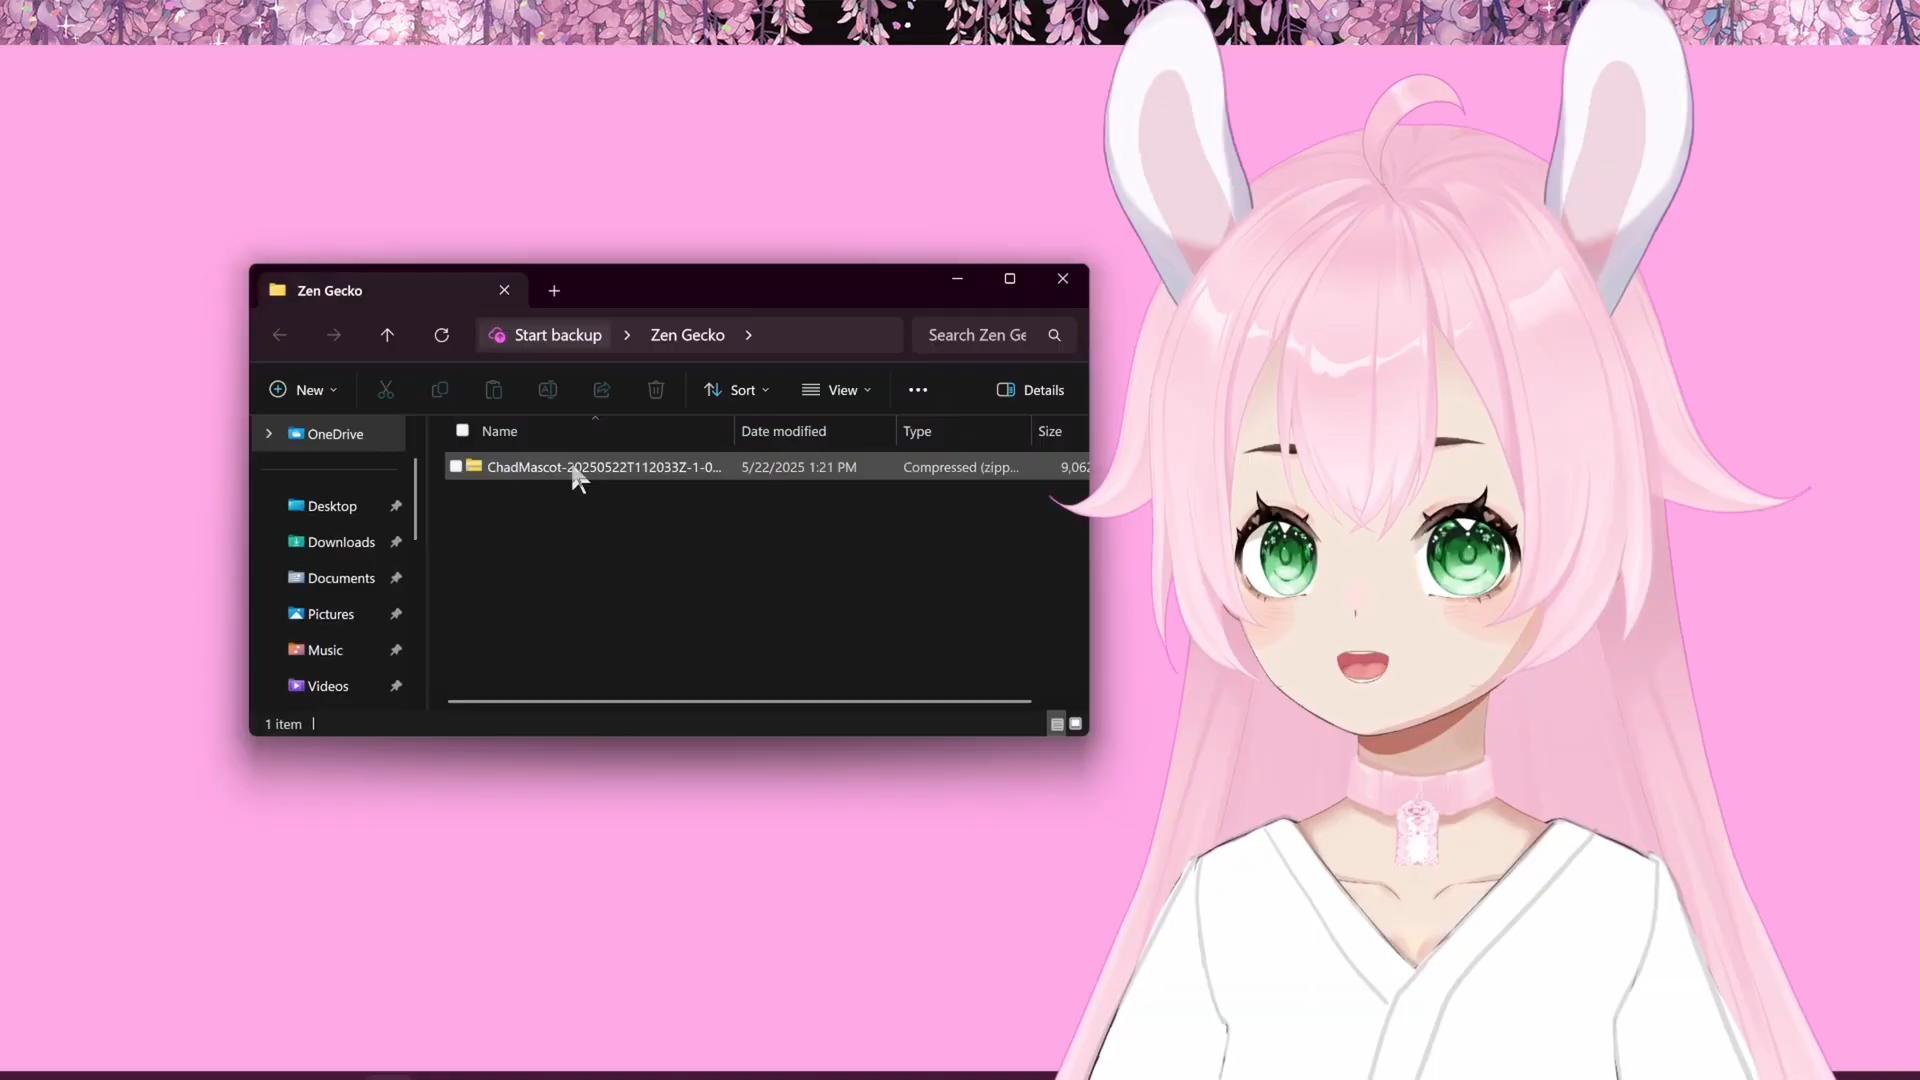 Zen Gecko
Start backup > Zen Gecko >
Search Zen Ge
New
Sort
View
Details
Name
Date modified
Type
Size
OneDrive
ChadMascot-20250522T112033Z-1-0...
5/22/2025 1:21 PM
Compressed (zipp...
9,062
Desktop
Downloads
Documents
Pictures
Music
Videos
1 item